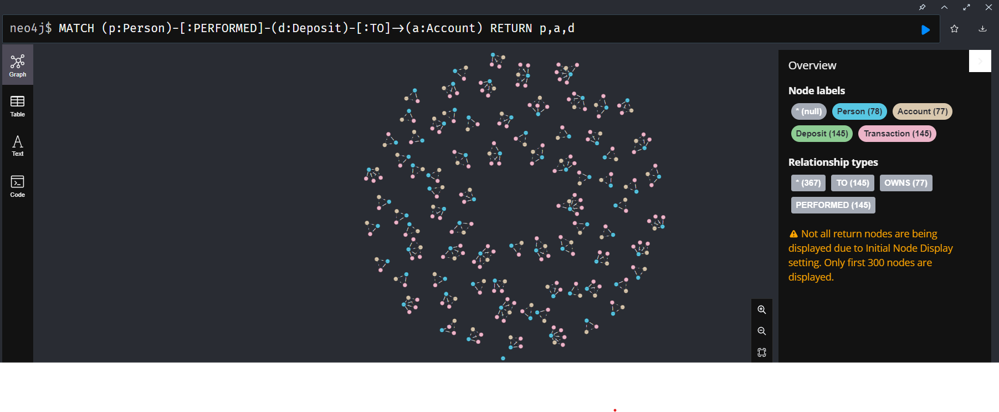 neo4j$ MATCH (p:Person)-[:PERFORMED]-(d:Deposit)-[:TO]→(a:Account) RETURN p,a,d
Graph
Table
Text
Code
Overview
Node labels
* (null) Person (78) Account (77)
Deposit (145) Transaction (145)
Relationship types
* (367) TO (145) OWNS (77)
PERFORMED (145)
Not all return nodes are being
displayed due to Initial Node Display
setting. Only first 300 nodes are
displayed.